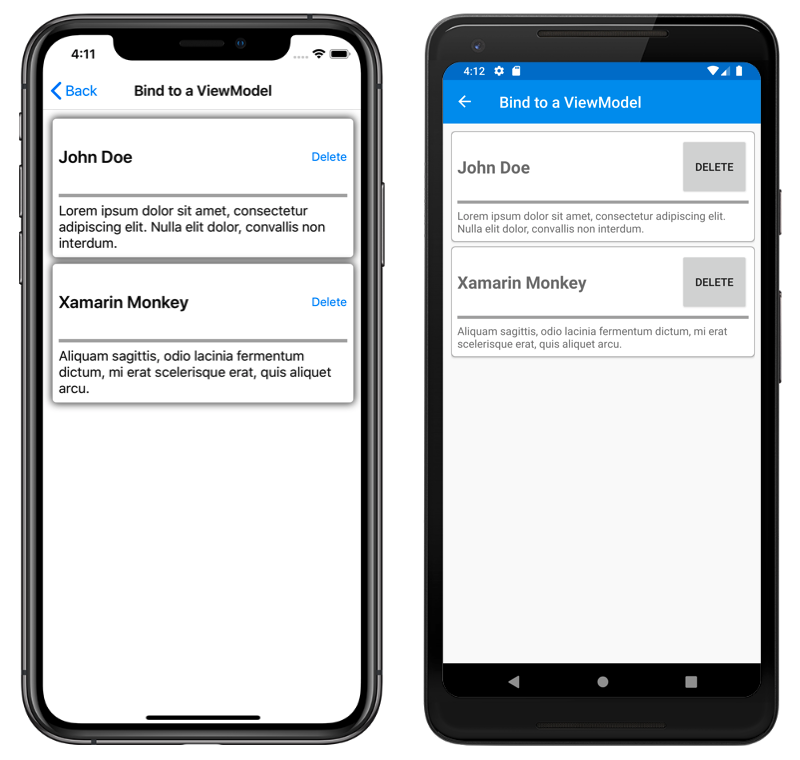 4:11
Back
Bind to a ViewModel
John Doe
Delete
Lorem ipsum dolor sit amet, consectetur
adipiscing elit. Nulla elit dolor, convallis non
interdum.
Xamarin Monkey
Delete
Aliquam sagittis, odio lacinia fermentum
dictum, mi erat scelerisque erat, quis aliquet
arcu.
4:12
Bind to a ViewModel
John Doe
DELETE
Lorem ipsum dolor sit amet, consectetur adipiscing elit.
Nulla elit dolor, convallis non interdum.
Xamarin Monkey
DELETE
Aliquam sagittis, odio lacinia fermentum dictum, mi erat
scelerisque erat, quis aliquet arcu.